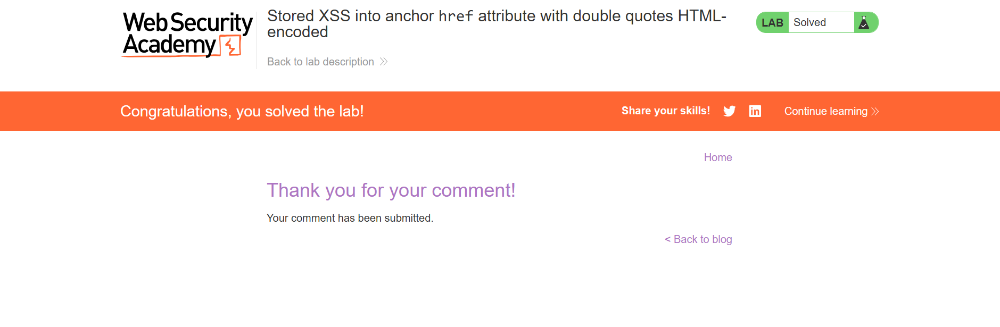 Web Security
Academy
Stored XSS into anchor href attribute with double quotes HTML-
encoded
Back to lab description
LAB Solved
Congratulations, you solved the lab!
Share your skills!
Continue learning
Home
Thank you for your comment!
Your comment has been submitted.
< Back to blog